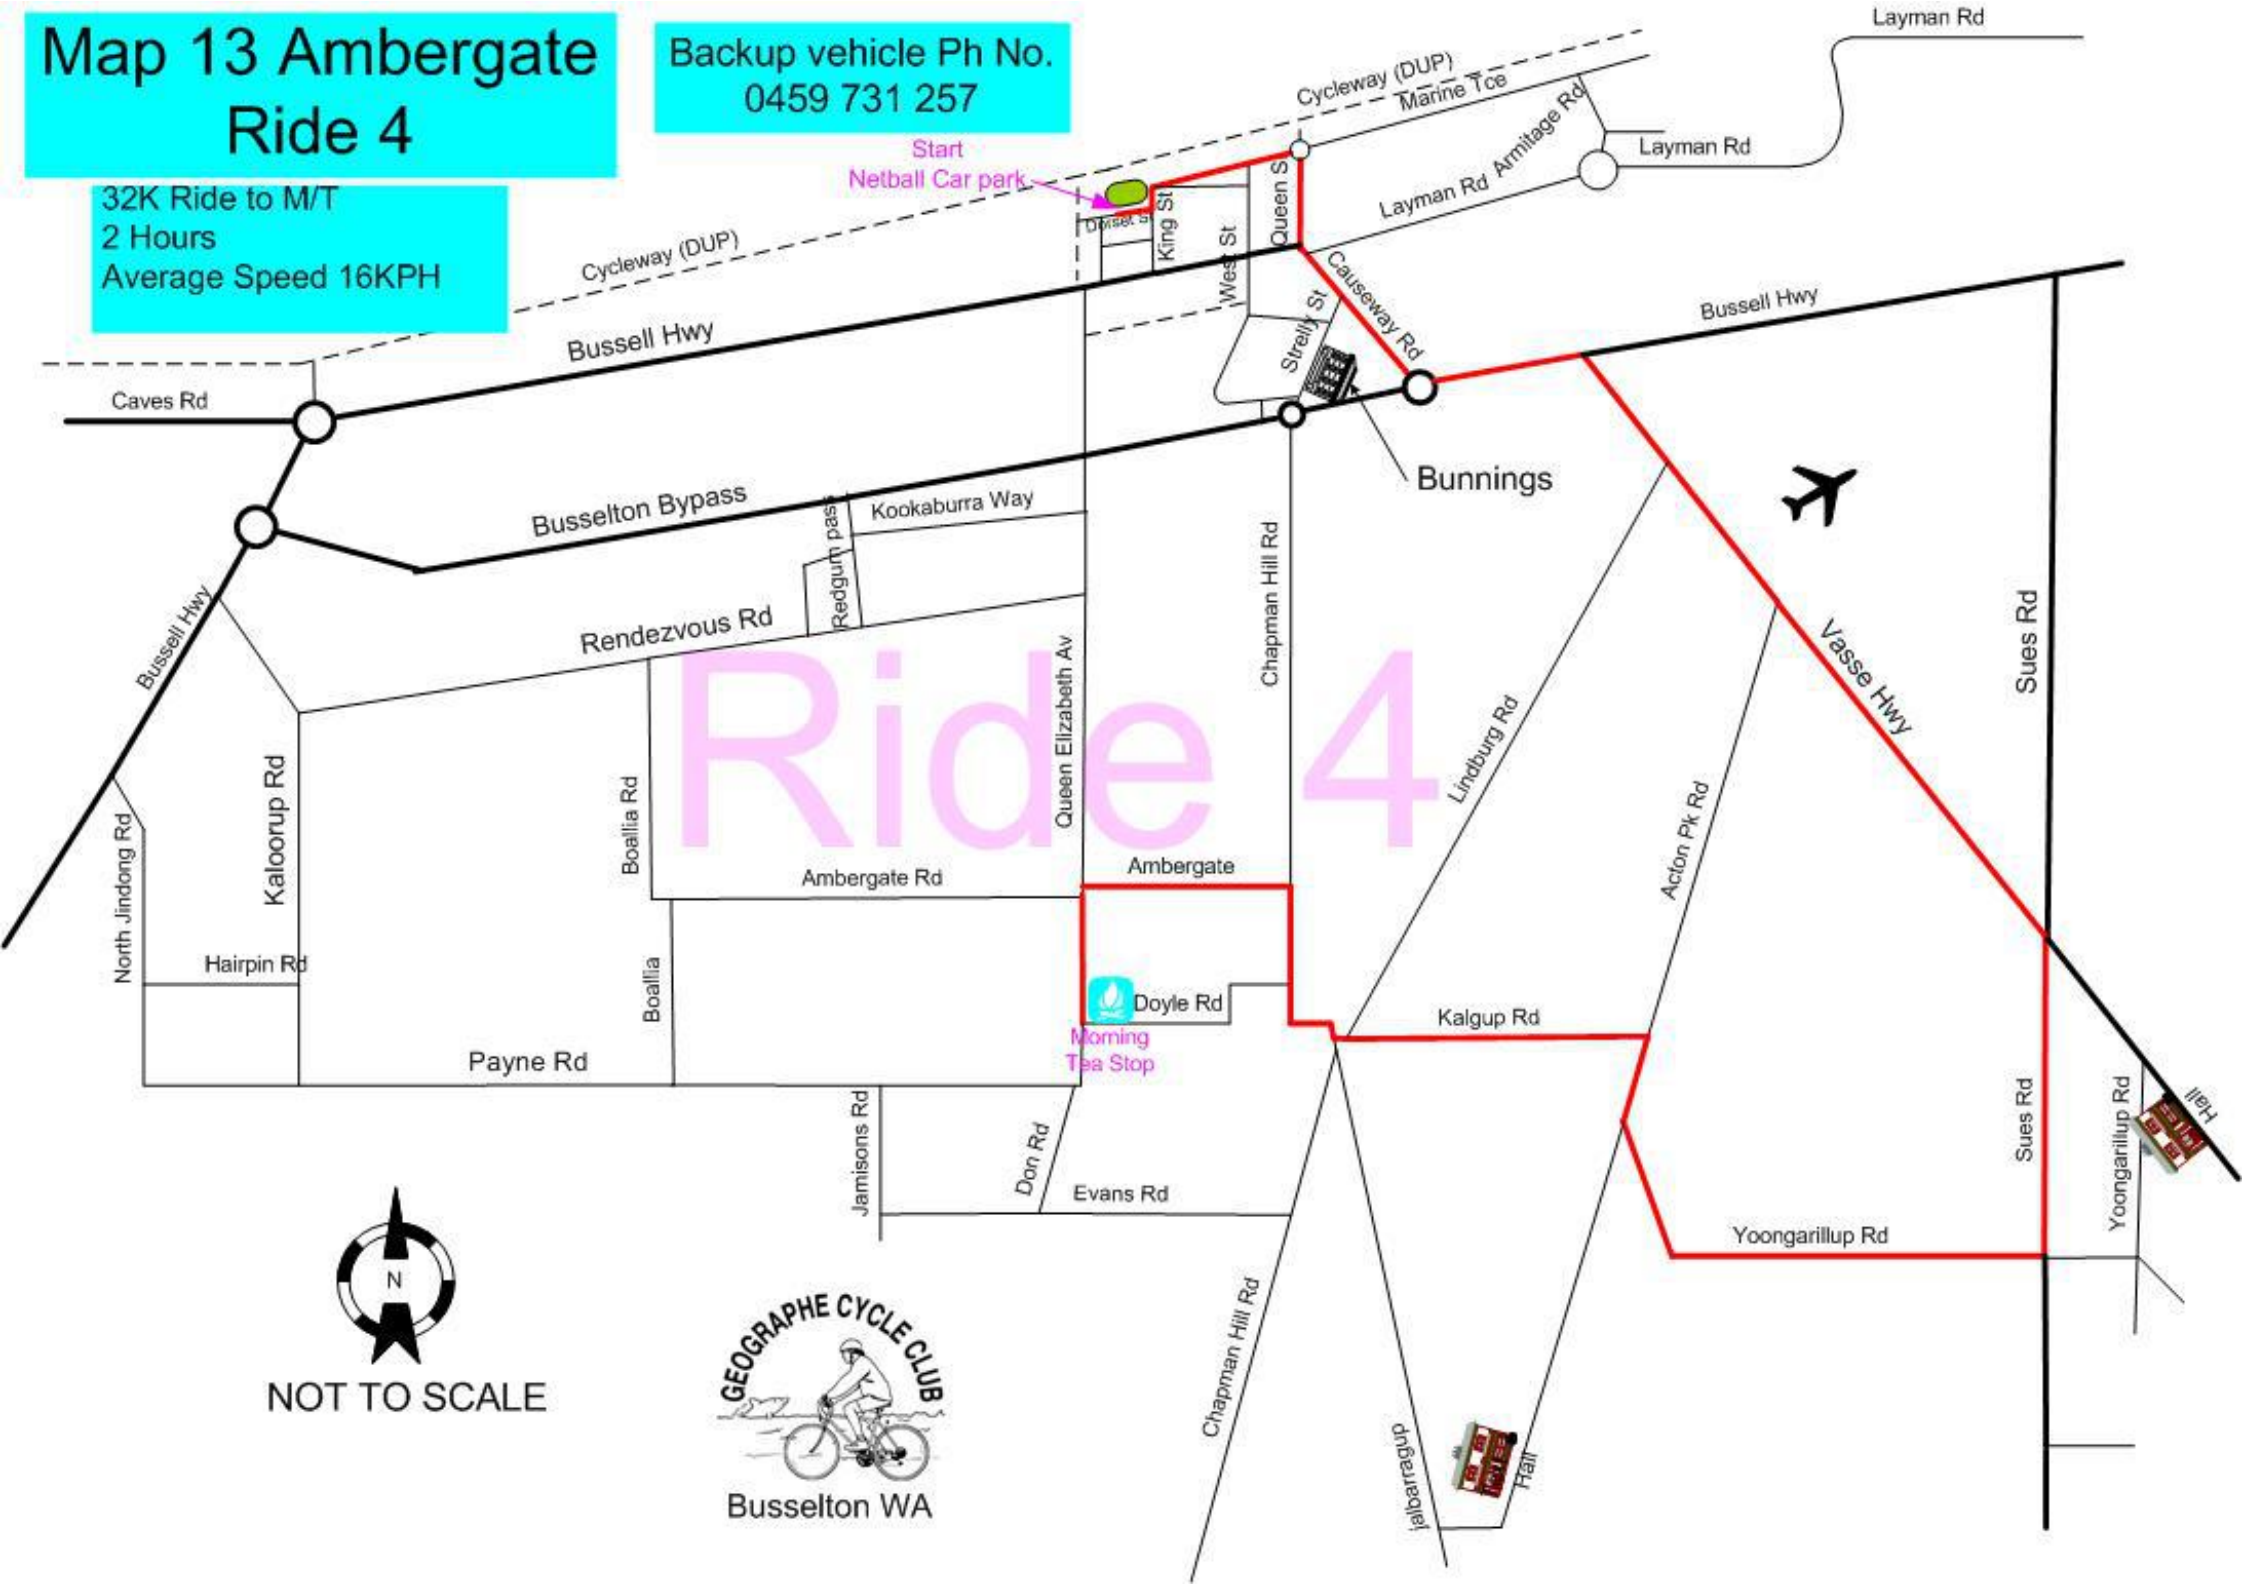 Map 13 Ambergate
Ride 4
Backup vehicle Ph No.
0459 731 257
32K Ride to M/T
2 Hours
Average Speed 16KPH
Start
Netball Car park
Layman Rd
Cycleway (DUP)
Marine Tce
Armitage Rd
Layman Rd
Layman Rd
Queen S
King St
Dorset S
West St
Cycleway (DUP)
Causeway Rd
Strelly St
Bussell Hwy
Bussell Hwy
Caves Rd
Bunnings
Busselton Bypass
Redgum pass
Kookaburra Way
Chapman Hill Rd
Bussell Hwy
Rendezvous Rd
Ride 4
Queen Elizabeth Av
Lindburg Rd
Vasse Hwy
Sues Rd
Kaloorup Rd
Boallia Rd
North Jindong Rd
Acton Pk Rd
Ambergate Rd
Ambergate
Hairpin Rd
Boallia
Doyle Rd
Kalgup Rd
Morning
Tea Stop
Payne Rd
Jamisons Rd
Don Rd
Evans Rd
Sues Rd
Yoongarillup Rd
Hall
Yoongarillup Rd
Chapman Hill Rd
jalbarragup
Hall
N
NOT TO SCALE
GEOGRAPHE CYCLE CLUB
Busselton WA